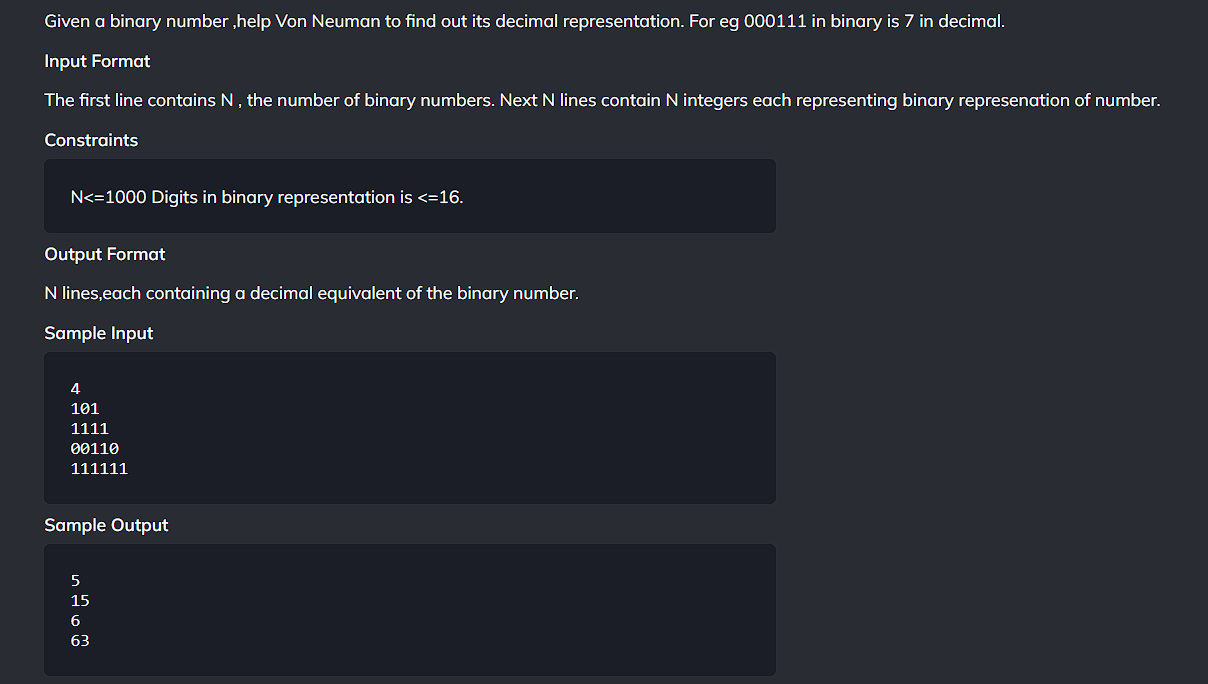 Given a binary number ,help Von Neuman to find out its decimal representation. For eg 000111 in binary is 7 in decimal.
Input Format
The first line contains N , the number of binary numbers. Next N lines contain N integers each representing binary represenation of number.
Constraints
N<=1000 Digits in binary representation is <=16.
Output Format
N lines,each containing a decimal equivalent of the binary number.
Sample Input
4
101
1111
00110
111111
Sample Output
5
15
6
63